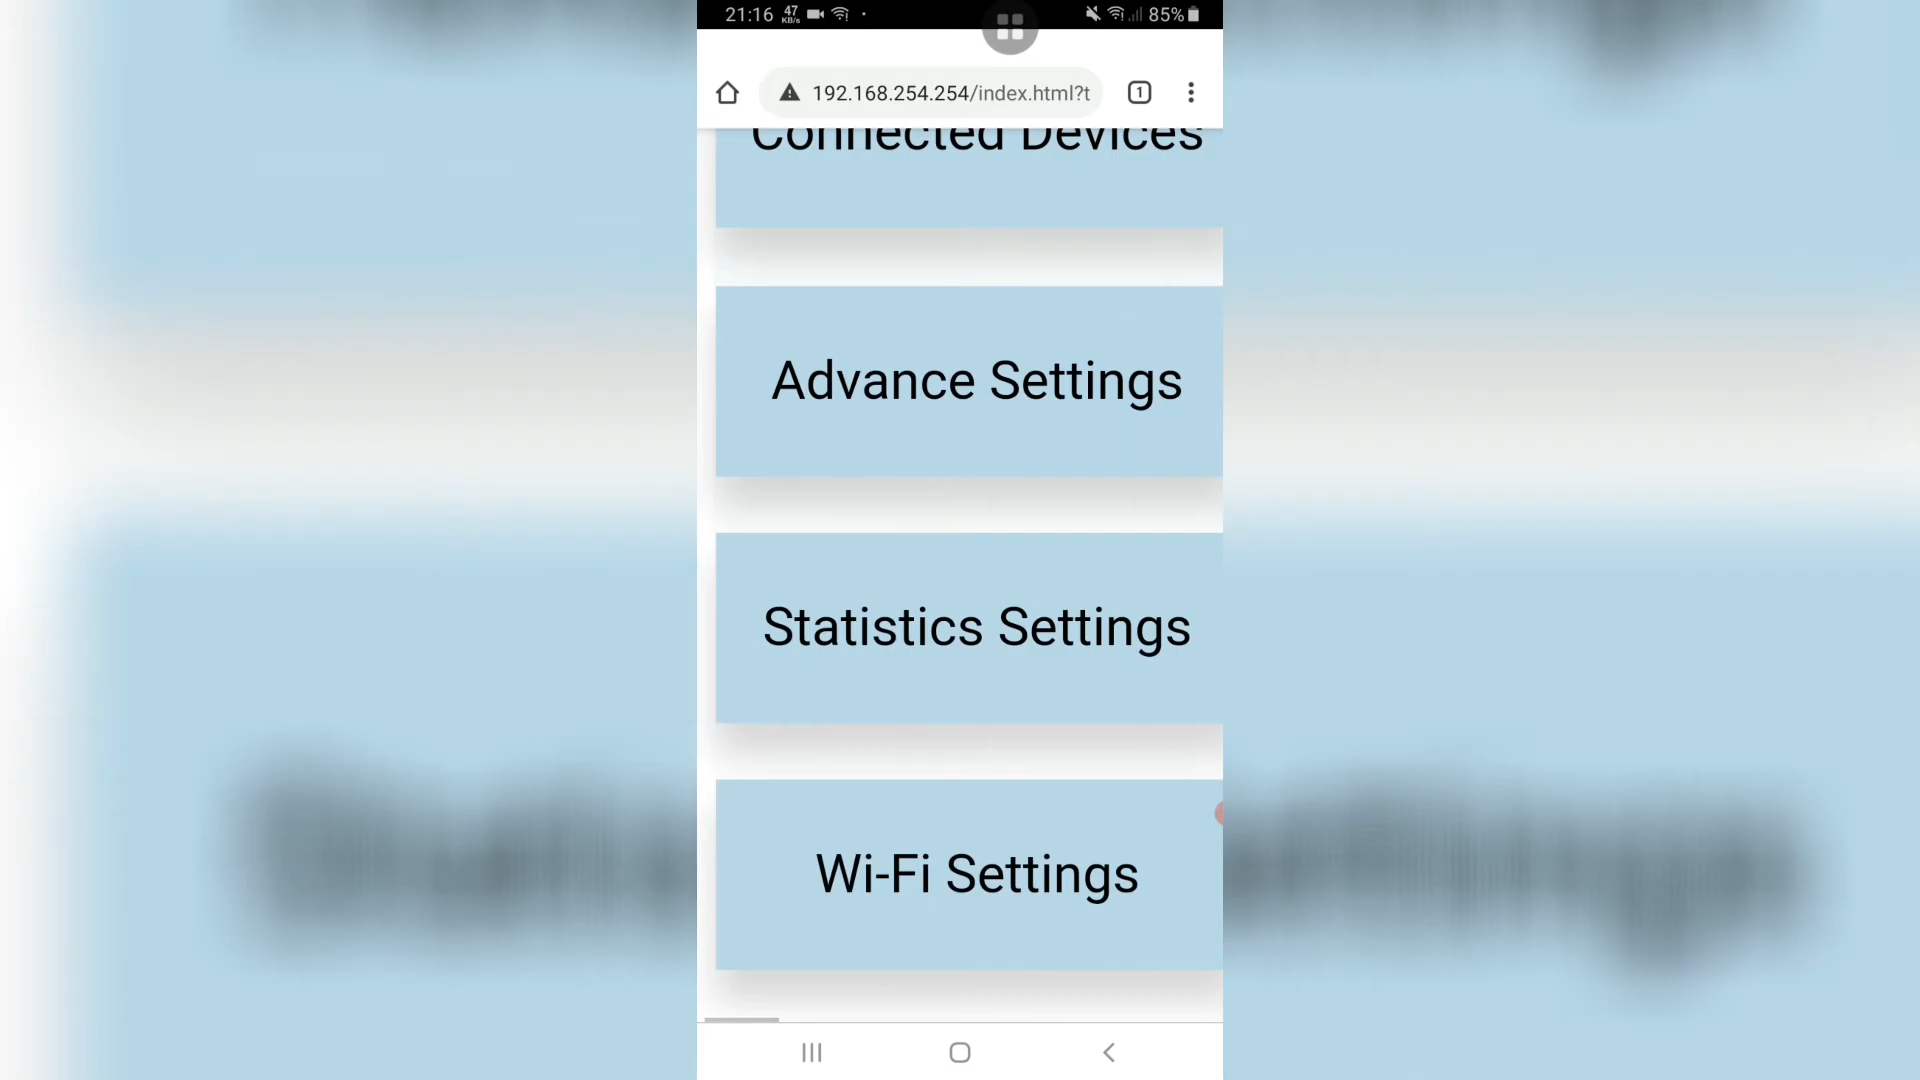 21:16 47 KB/s 85%
192.168.254.254/index.html?t 1
Connected Devices
Advance Settings
Statistics Settings
Wi-Fi Settings